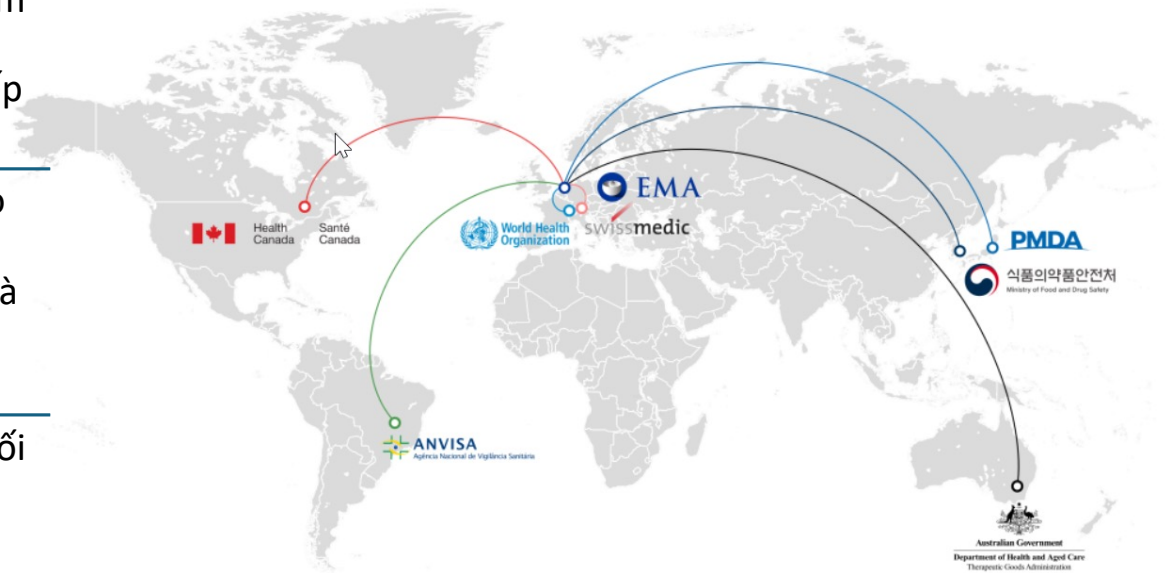 ấp
à
ối
EMA
World Health
Organization
swissmedic
Health
Canada
Santé
Canada
PMDA
식품의약품안전처
Ministry of Food and Drug Safety
ANVISA
Agência Nacional de Vigilância Sanitária
Australian Government
Department of Health and Aged Care
Therapeutic Goods Administration